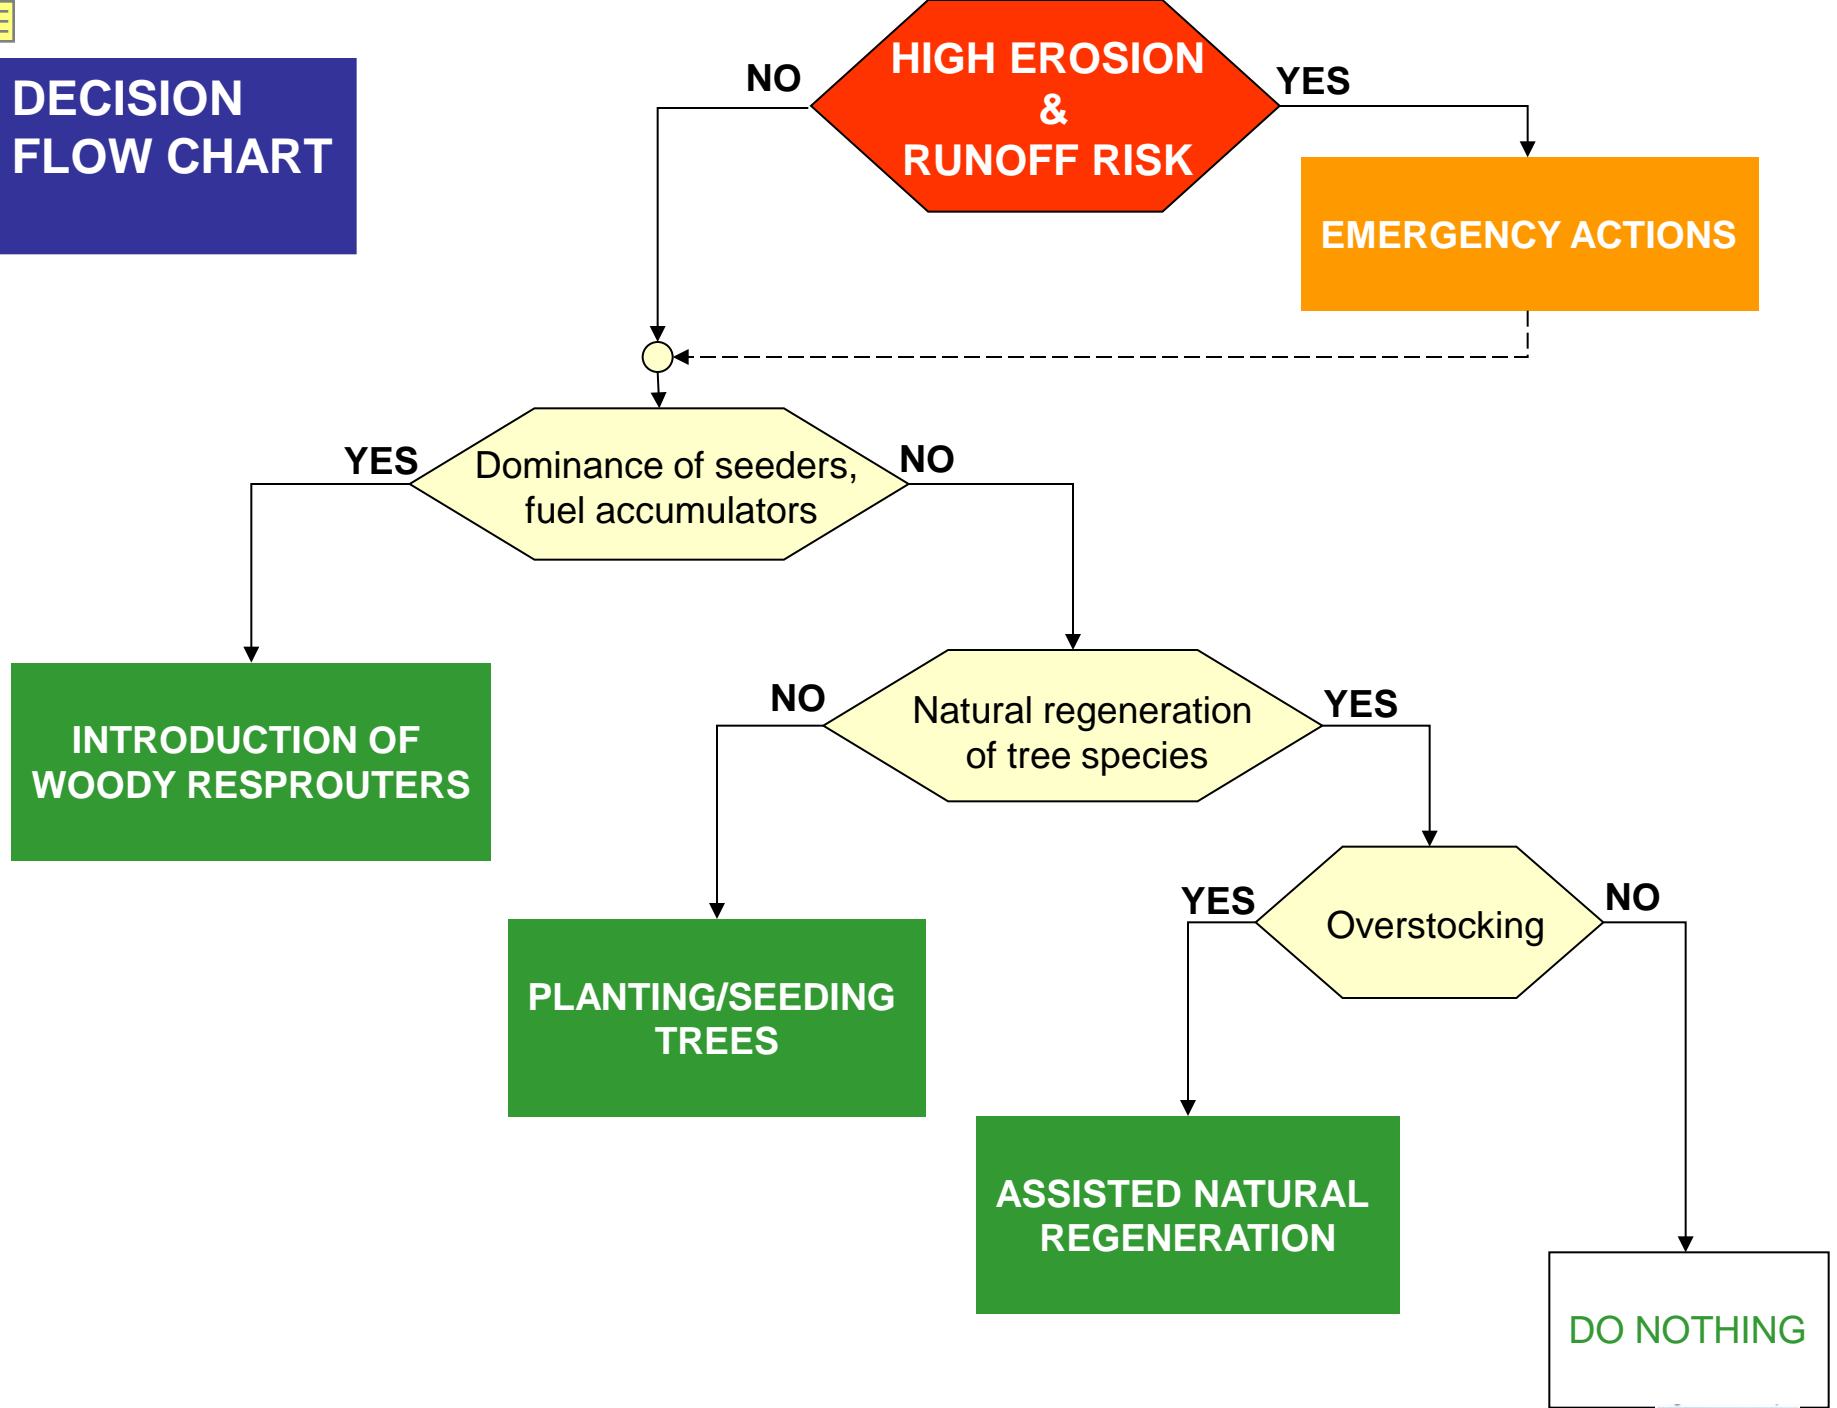 DECISION
FLOW CHART
HIGH EROSION
&
RUNOFF RISK
NO
YES
EMERGENCY ACTIONS
YES
Dominance of seeders,
fuel accumulators
NO
INTRODUCTION OF
WOODY RESPROUTERS
NO
Natural regeneration
of tree species
YES
PLANTING/SEEDING
TREES
YES
Overstocking
NO
ASSISTED NATURAL
REGENERATION
DO NOTHING